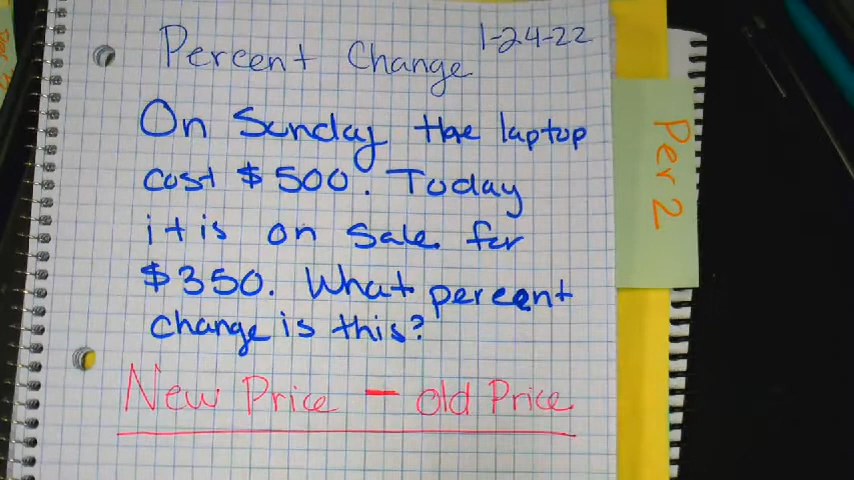 Percent Change 1-24-22
On Sunday the laptop
cost $500. Today
it is on sale for
$350. What percent
change is this?
New Price - old Price
Per 2